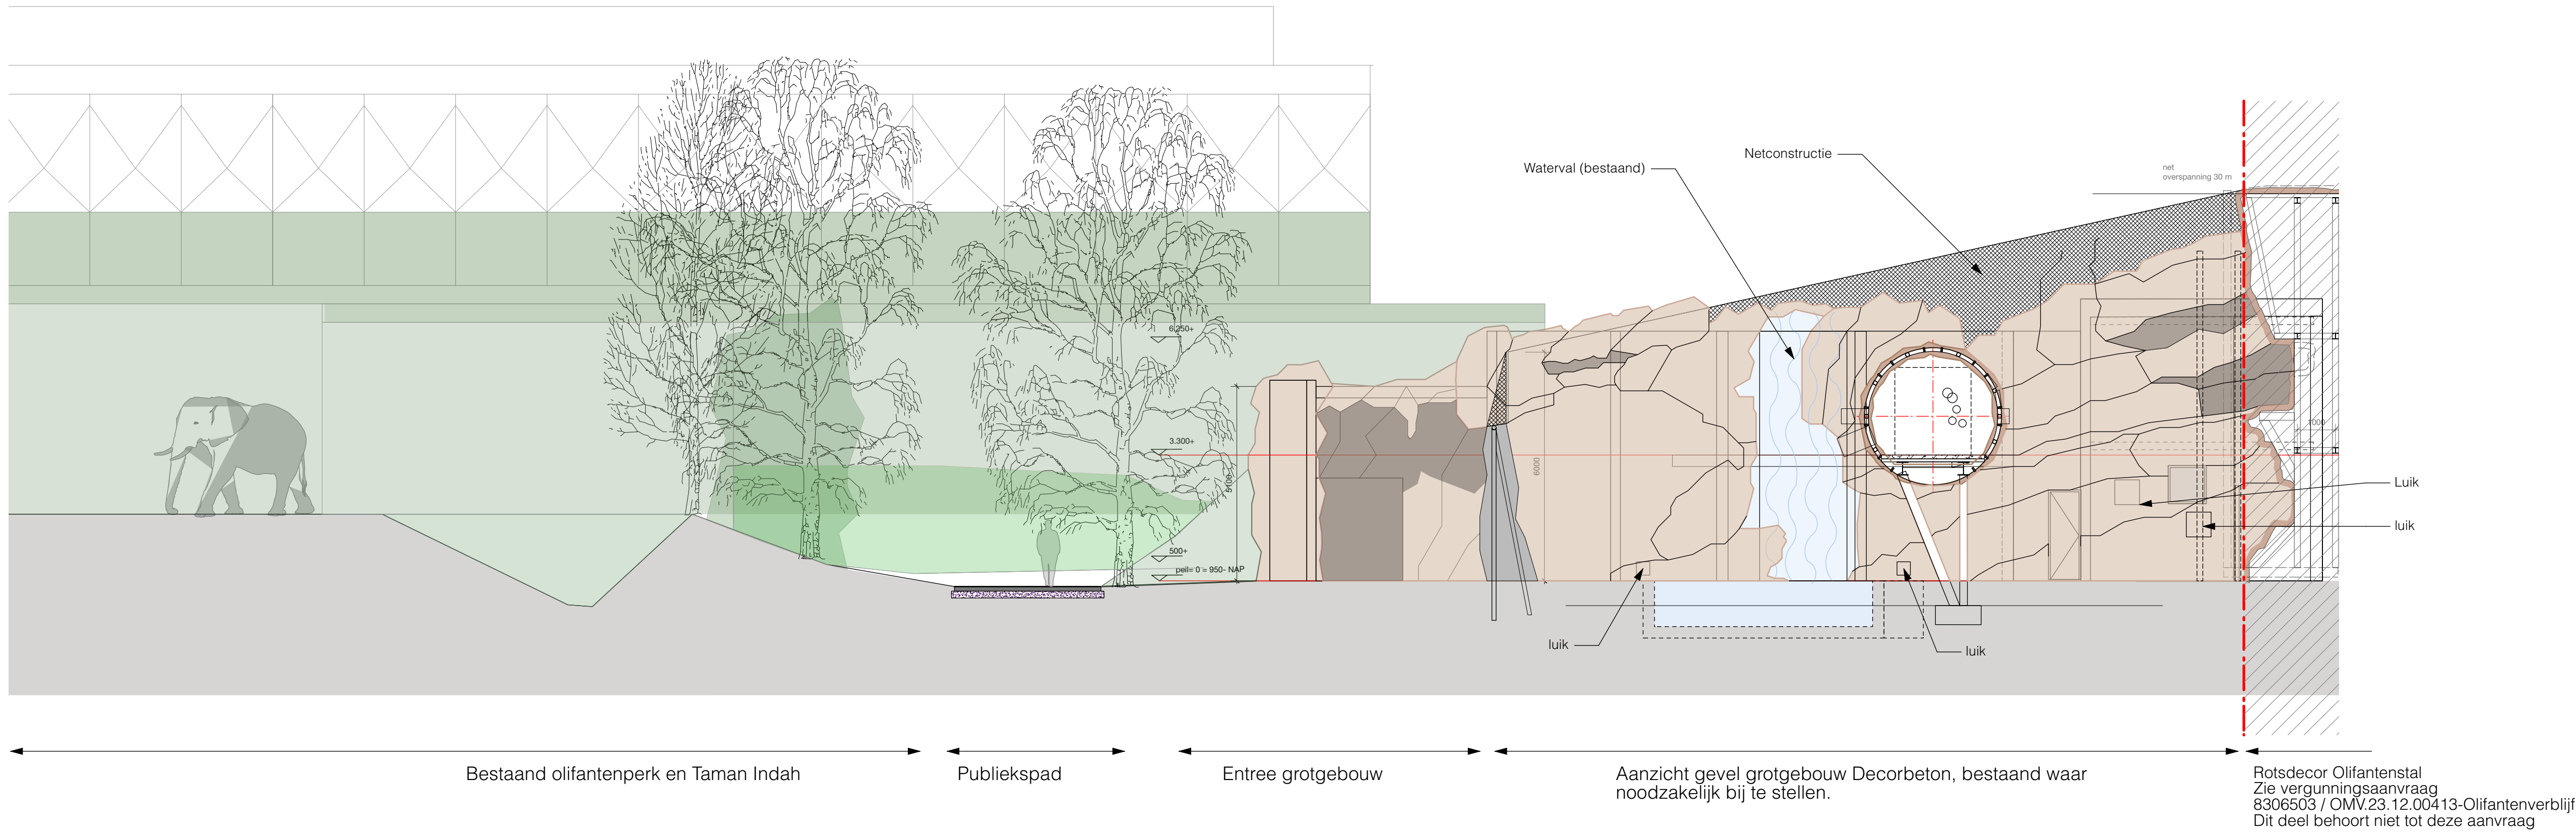 Netconstructie
Waterval (bestaand)
net
overspanning 30 m
6.250+
3.300+
5100
6000
1000
500+
peil= 0 = 950- NAP
Luik
luik
luik
luik
Bestaand olifantenperk en Taman Indah
Publiekspad
Entree grotgebouw
Aanzicht gevel grotgebouw Decorbeton, bestaand waar
noodzakelijk bij te stellen.
Rotsdecor Olifantenstal
Zie vergunningsaanvraag
8306503 / OMV.23.12.00413-Olifantenverblijf
Dit deel behoort niet tot deze aanvraag